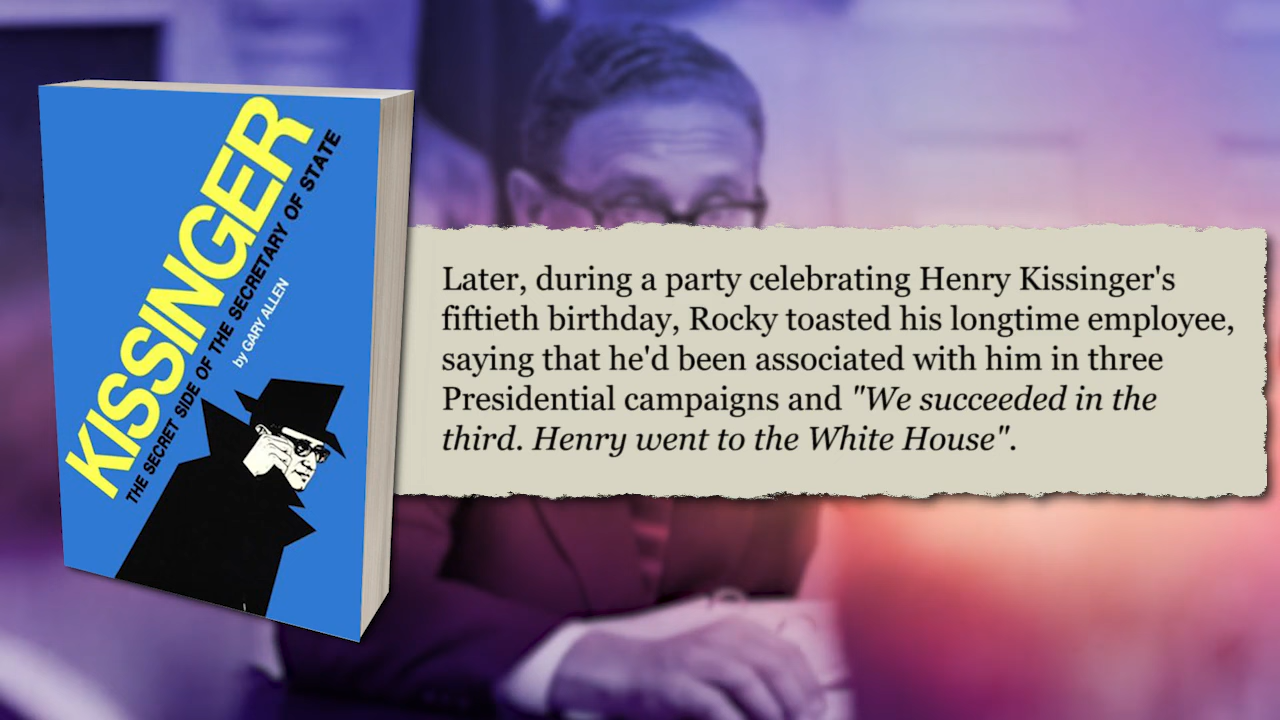 KISSINGER
THE SECRET SIDE OF THE SECRETARY OF STATE
by GARY ALLEN
Later, during a party celebrating Henry Kissinger's
fiftieth birthday, Rocky toasted his longtime employee,
saying that he'd been associated with him in three
Presidential campaigns and "We succeeded in the
third. Henry went to the White House".